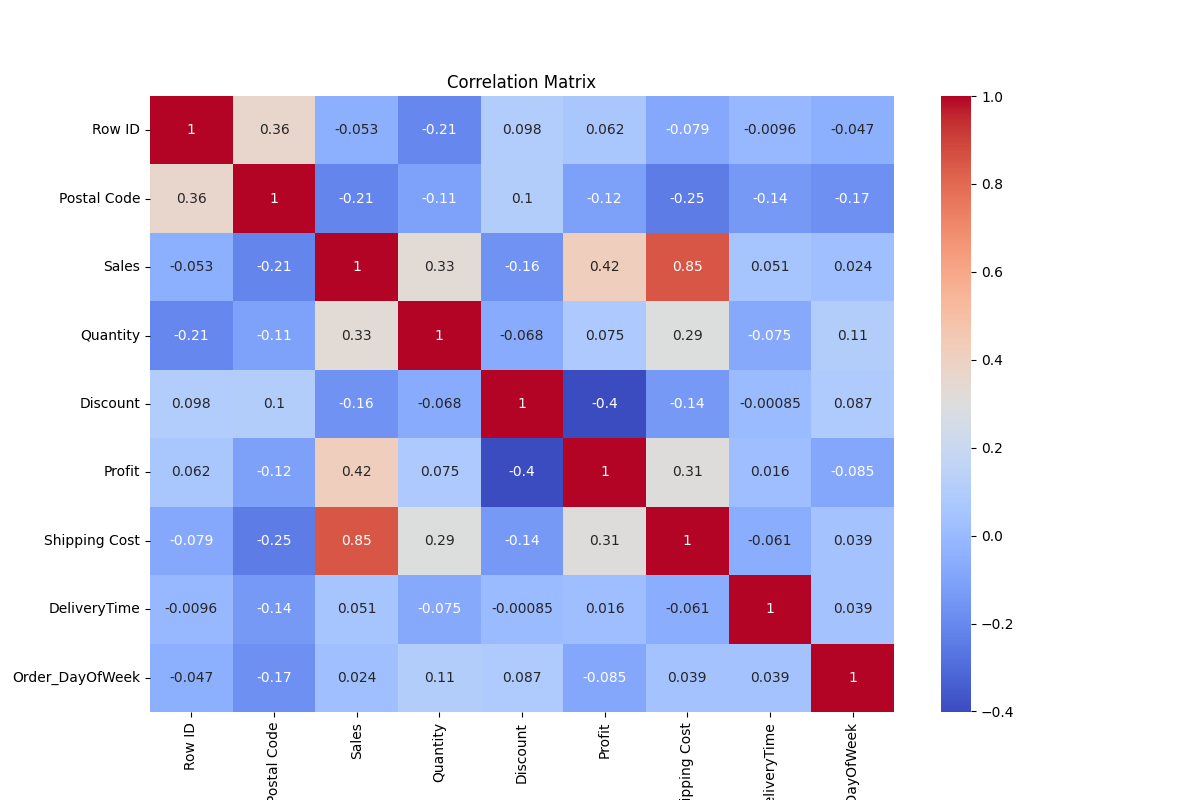 Correlation Matrix
Row ID 1 0.36 -0.053 -0.21 0.098 0.062 -0.079 -0.0096 -0.047
Postal Code 0.36 1 -0.21 -0.11 0.1 -0.12 -0.25 -0.14 -0.17
Sales -0.053 -0.21 1 0.33 -0.16 0.42 0.85 0.051 0.024
Quantity -0.21 -0.11 0.33 1 -0.068 0.075 0.29 -0.075 0.11
Discount 0.098 0.1 -0.16 -0.068 1 -0.4 -0.14 -0.00085 0.087
Profit 0.062 -0.12 0.42 0.075 -0.4 1 0.31 0.016 -0.085
Shipping Cost -0.079 -0.25 0.85 0.29 -0.14 0.31 1 -0.061 0.039
DeliveryTime -0.0096 -0.14 0.051 -0.075 -0.00085 0.016 -0.061 1 0.039
Order_DayOfWeek -0.047 -0.17 0.024 0.11 0.087 -0.085 0.039 0.039 1
Row ID
Postal Code
Sales
Quantity
Discount
Profit
ipping Cost
eliveryTime
DayOfWeek
1.0
0.8
0.6
0.4
0.2
0.0
−0.2
−0.4